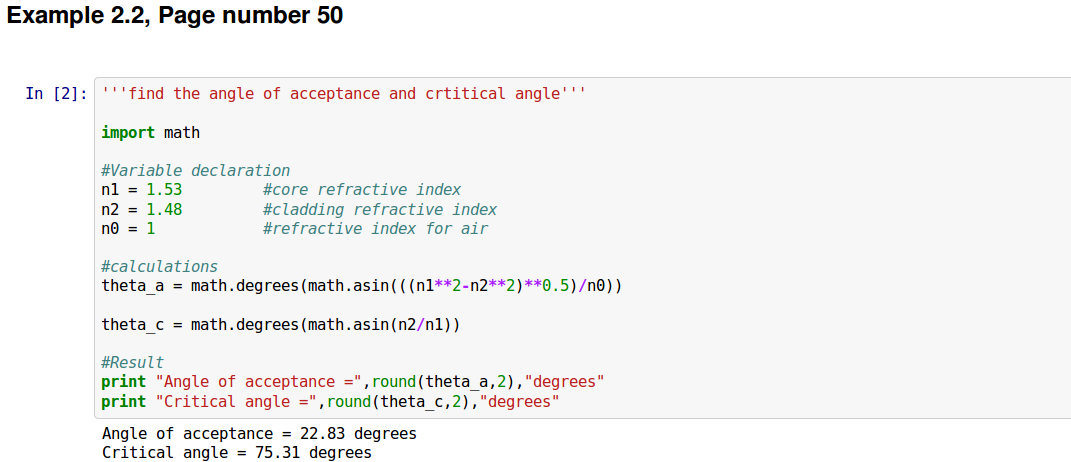 Example 2.2, Page number 50
In [2]: '''find the angle of acceptance and crtitical angle'''
import math
#Variable declaration
n1 = 1.53         #core refractive index
n2 = 1.48         #cladding refractive index
n0 = 1            #refractive index for air
#calculations
theta_a = math.degrees(math.asin(((n1**2-n2**2)**0.5)/n0))
theta_c = math.degrees(math.asin(n2/n1))
#Result
print "Angle of acceptance =",round(theta_a,2),"degrees"
print "Critical angle =",round(theta_c,2),"degrees"
Angle of acceptance = 22.83 degrees
Critical angle = 75.31 degrees